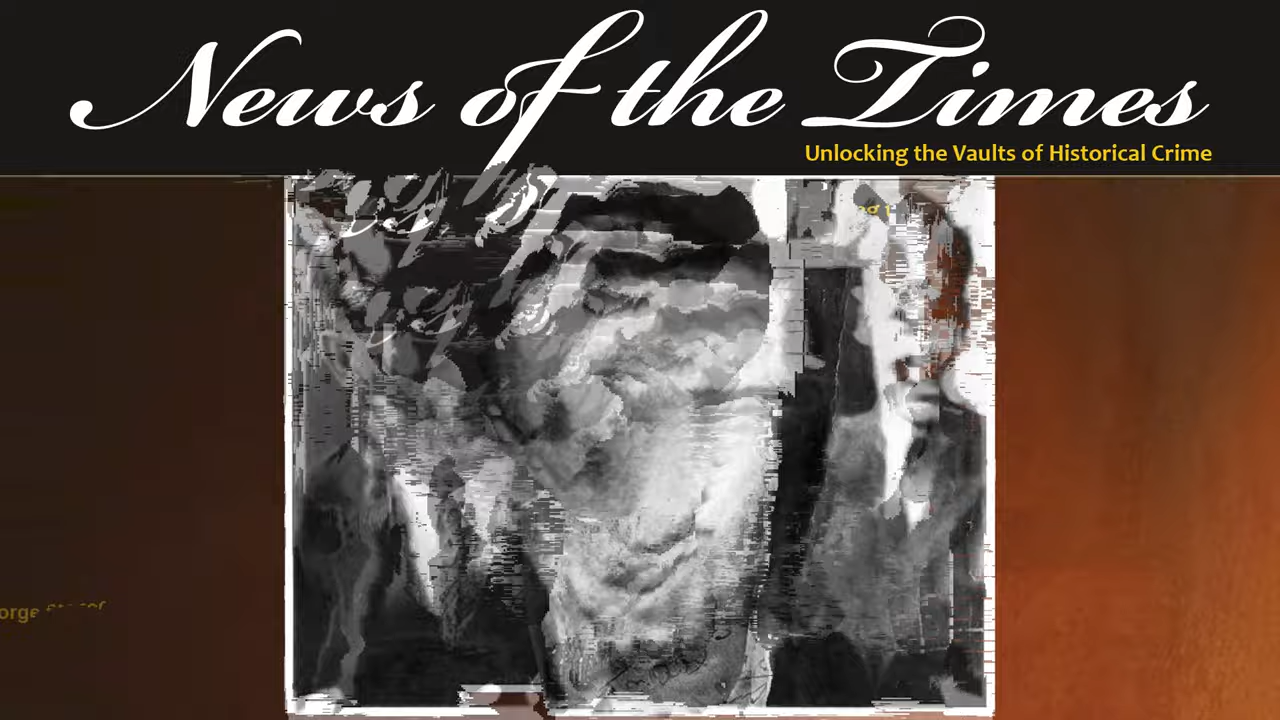 News of the Times
Unlocking the Vaults of Historical Crime